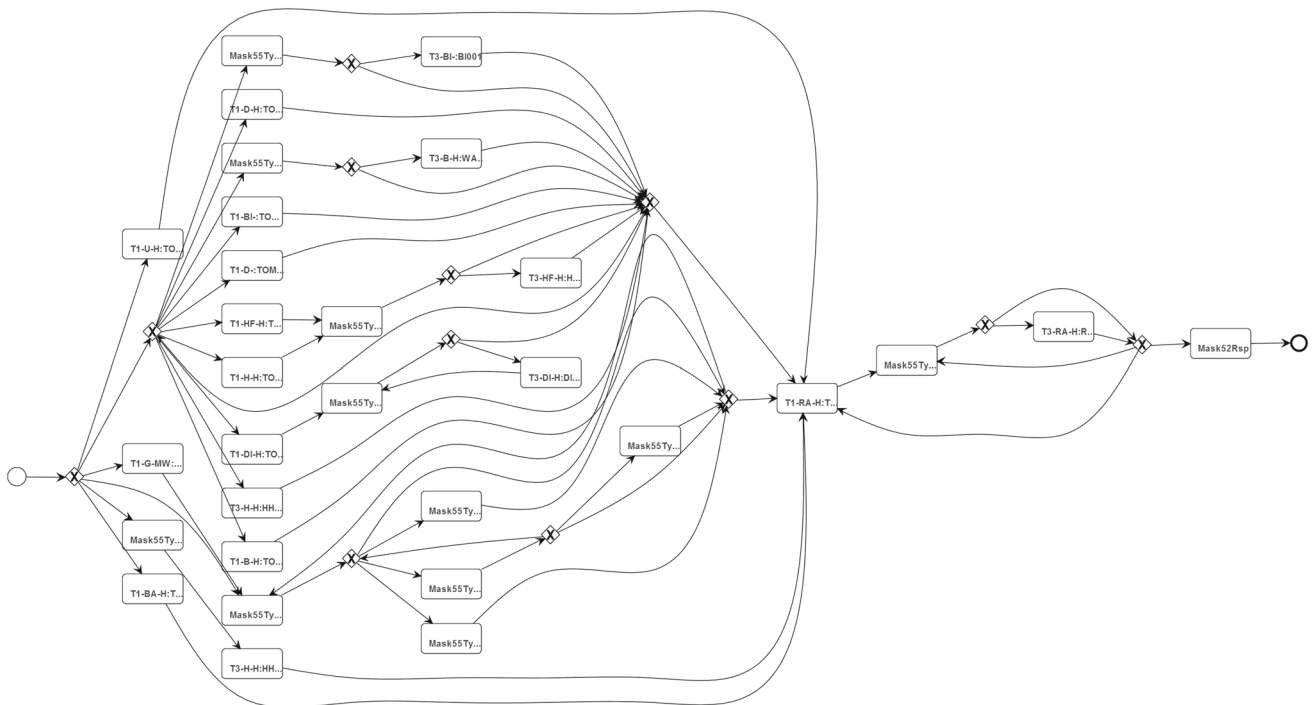 Mask55Ty...
T3-BI-:BI001
T1-D-H:TO...
Mask55Ty...
T3-B-H:WA..
T1-BI-:TO...
T1-U-H:TO...
T1-D-:TOM...
T3-HF-H:H...
T1-HF-H:T...
Mask55Ty...
T3-RA-H:R...
Mask52Rsp
Mask55Ty...
T1-H-H:TO...
T3-DI-H:DI...
Mask55Ty...
T1-RA-H:T...
T1-DI-H:TO..
Mask55Ty...
T1-G-MW:...
T3-H-H:HH...
Mask55Ty...
Mask55Ty...
T1-B-H:TO...
Mask55Ty...
T1-BA-H:T...
Mask55Ty...
Mask55Ty...
T3-H-H:HH...